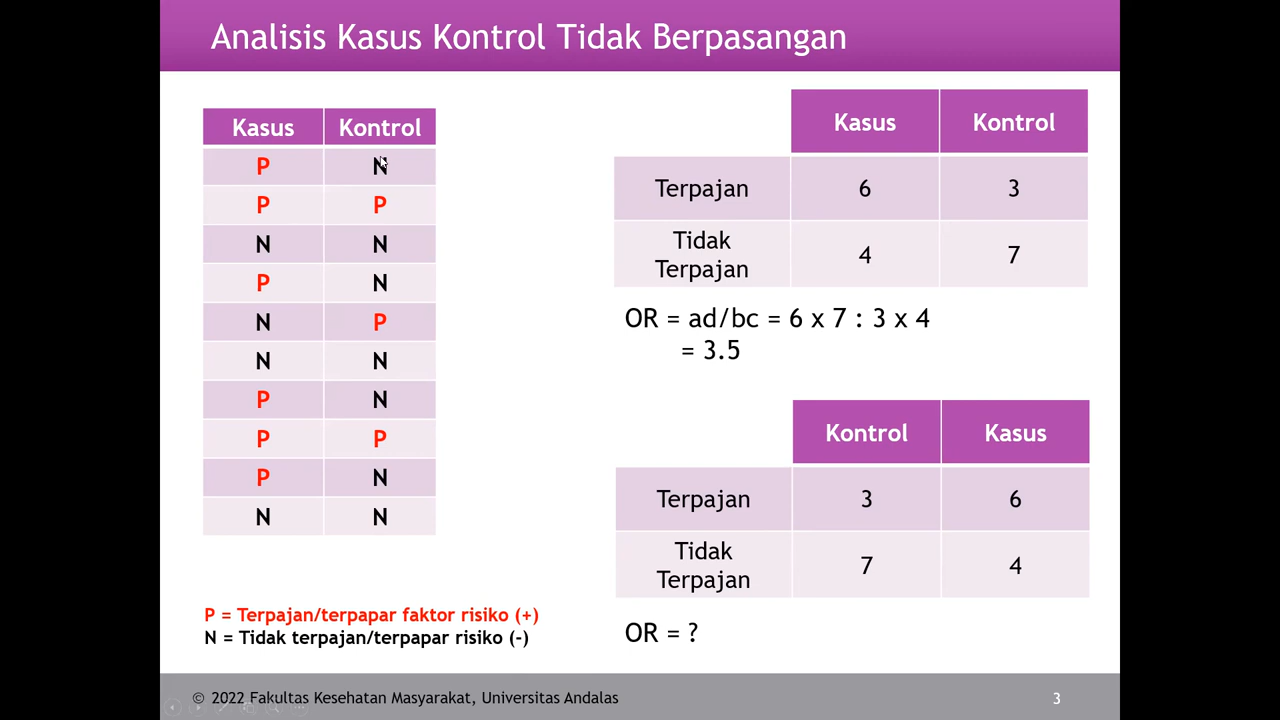 Analisis Kasus Kontrol Tidak Berpasangan
Kasus Kontrol
P N
P P
N N
P N
N P
N N
P N
P P
P N
N N
P = Terpajan/terpapar faktor risiko (+)
N = Tidak terpajan/terpapar risiko (-)
Kasus Kontrol
Terpajan 6 3
Tidak
Terpajan 4 7
OR = ad/bc = 6 x 7 : 3 x 4
= 3.5
Kontrol Kasus
Terpajan 3 6
Tidak
Terpajan 7 4
OR = ?
© 2022 Fakultas Kesehatan Masyarakat, Universitas Andalas
3